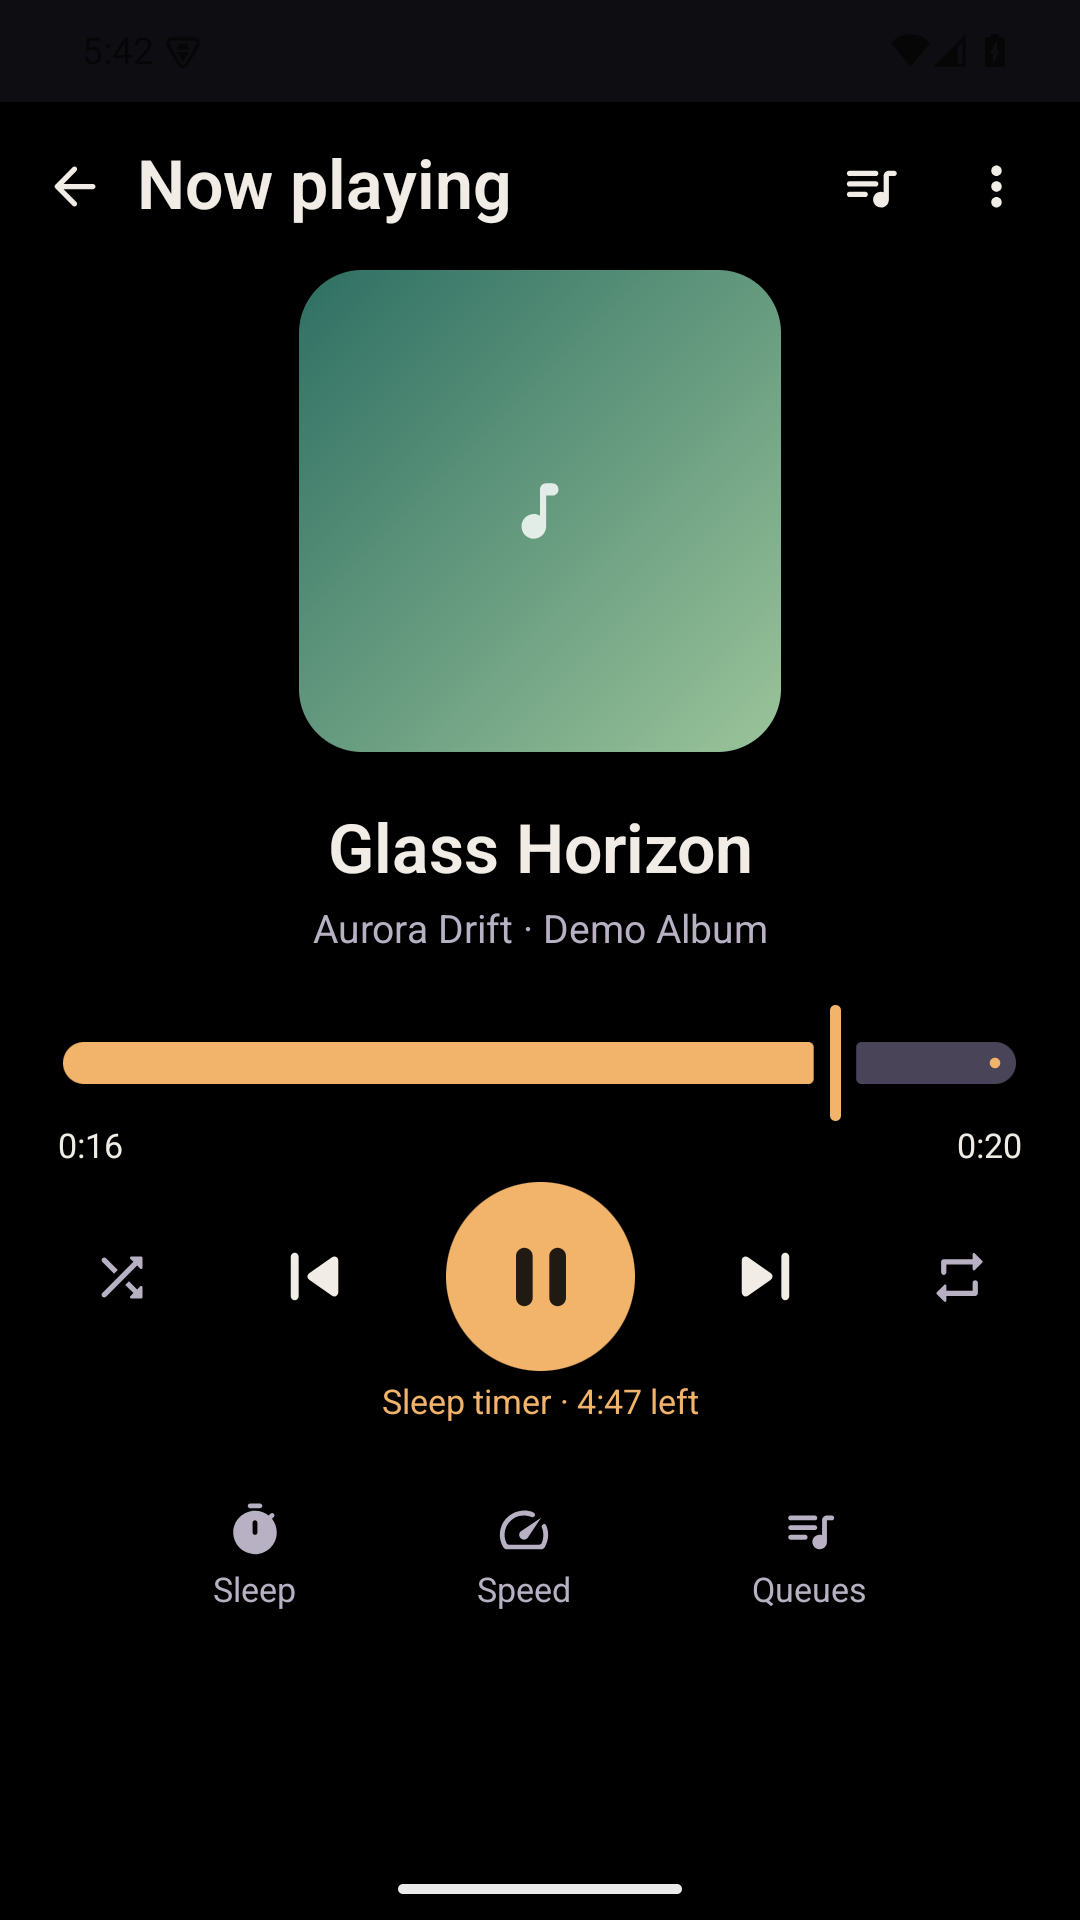 5:42
Now playing
Glass Horizon
Aurora Drift · Demo Album
0:16
0:20
Sleep timer · 4:47 left
Sleep
Speed
Queues